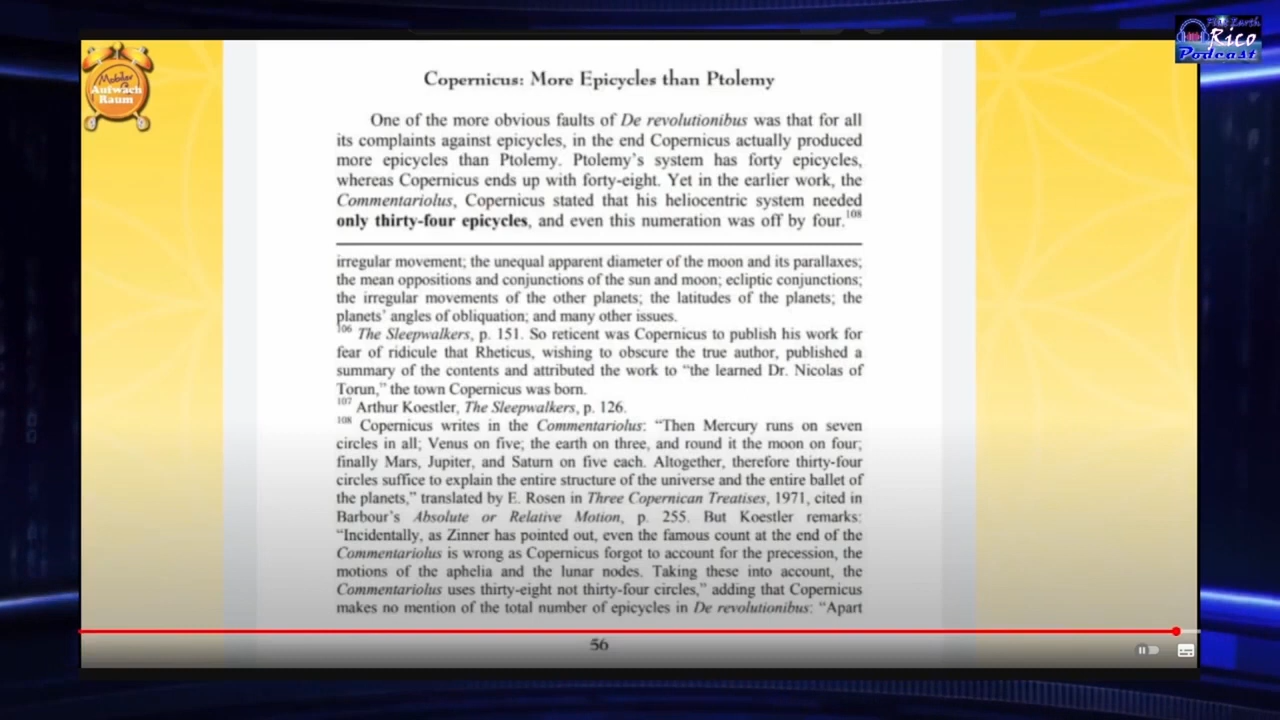 Flat Earth
Rico
Podcast
Mobiler
Aufwach
Raum
Copernicus: More Epicycles than Ptolemy
One of the more obvious faults of De revolutionibus was that for all
its complaints against epicycles, in the end Copernicus actually produced
more epicycles than Ptolemy. Ptolemy's system has forty epicycles,
whereas Copernicus ends up with forty-eight. Yet in the earlier work, the
Commentariolus, Copernicus stated that his heliocentric system needed
only thirty-four epicycles, and even this numeration was off by four.108
irregular movement; the unequal apparent diameter of the moon and its parallaxes;
the mean oppositions and conjunctions of the sun and moon; ecliptic conjunctions;
the irregular movements of the other planets; the latitudes of the planets; the
planets' angles of obliquation; and many other issues.
106 The Sleepwalkers, p. 151. So reticent was Copernicus to publish his work for
fear of ridicule that Rheticus, wishing to obscure the true author, published a
summary of the contents and attributed the work to “the learned Dr. Nicolas of
Torun,” the town Copernicus was born.
107 Arthur Koestler, The Sleepwalkers, p. 126.
108 Copernicus writes in the Commentariolus: “Then Mercury runs on seven
circles in all; Venus on five; the earth on three, and round it the moon on four;
finally Mars, Jupiter, and Saturn on five each. Altogether, therefore thirty-four
circles suffice to explain the entire structure of the universe and the entire ballet of
the planets,” translated by E. Rosen in Three Copernican Treatises, 1971, cited in
Barbour's Absolute or Relative Motion, p. 255. But Koestler remarks:
“Incidentally, as Zinner has pointed out, even the famous count at the end of the
Commentariolus is wrong as Copernicus forgot to account for the precession, the
motions of the aphelia and the lunar nodes. Taking these into account, the
Commentariolus uses thirty-eight not thirty-four circles,” adding that Copernicus
makes no mention of the total number of epicycles in De revolutionibus: “Apart
56